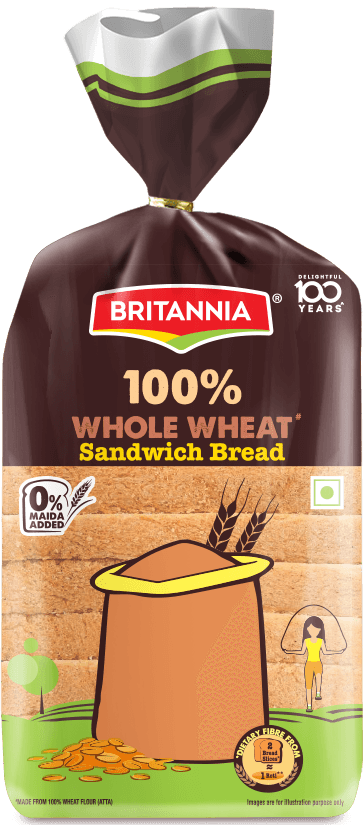 BRITANNIA®
DELIGHTFUL
100
YEARS^
100%
WHOLE WHEAT#
Sandwich Bread
0%
MAIDA
ADDED
"DIETARY FIBRE FROM
2
Bread
Slices
≈
1 Roti
#MADE FROM 100% WHEAT FLOUR (ATTA)
Images are for illustration purpose only